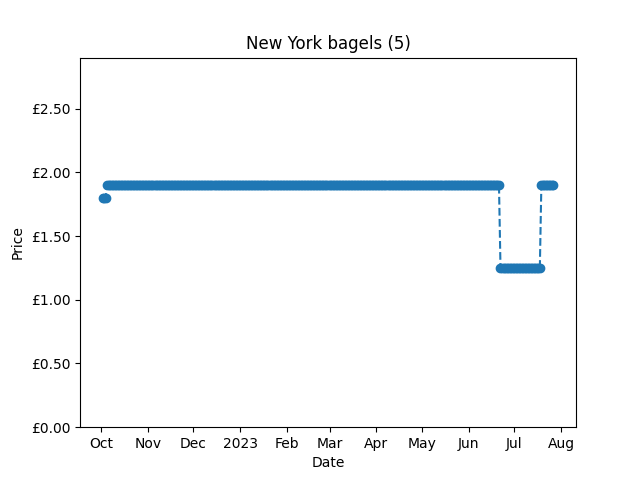 New York bagels (5)
£2.50
£2.00
£1.50
£1.00
£0.50
£0.00
Price
Oct Nov Dec 2023 Feb Mar Apr May Jun Jul Aug
Date